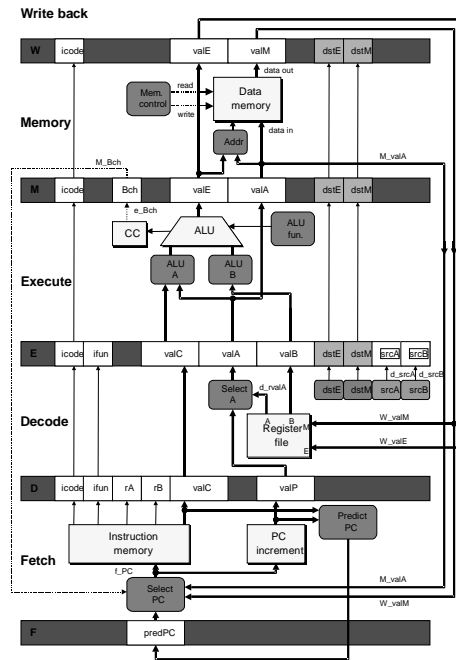 Write back
W icode valE valM dstE dstM
data out
read
Mem. control
Data memory
write
Memory
Addr
data in
M_Bch
M_valA
M icode Bch valE valA dstE dstM
e_Bch
CC
ALU
ALU fun.
ALU A
ALU B
Execute
E icode ifun valC valA valB dstE dstM srcA srcB
d_srcA
d_srcB
Select A
d_rvalA
dstE dstM srcA srcB
A B M
Register file
E
W_valM
Decode
W_valE
D icode ifun rA rB valC valP
Predict PC
Instruction memory
PC increment
Fetch
f_PC
M_valA
Select PC
W_valM
F predPC